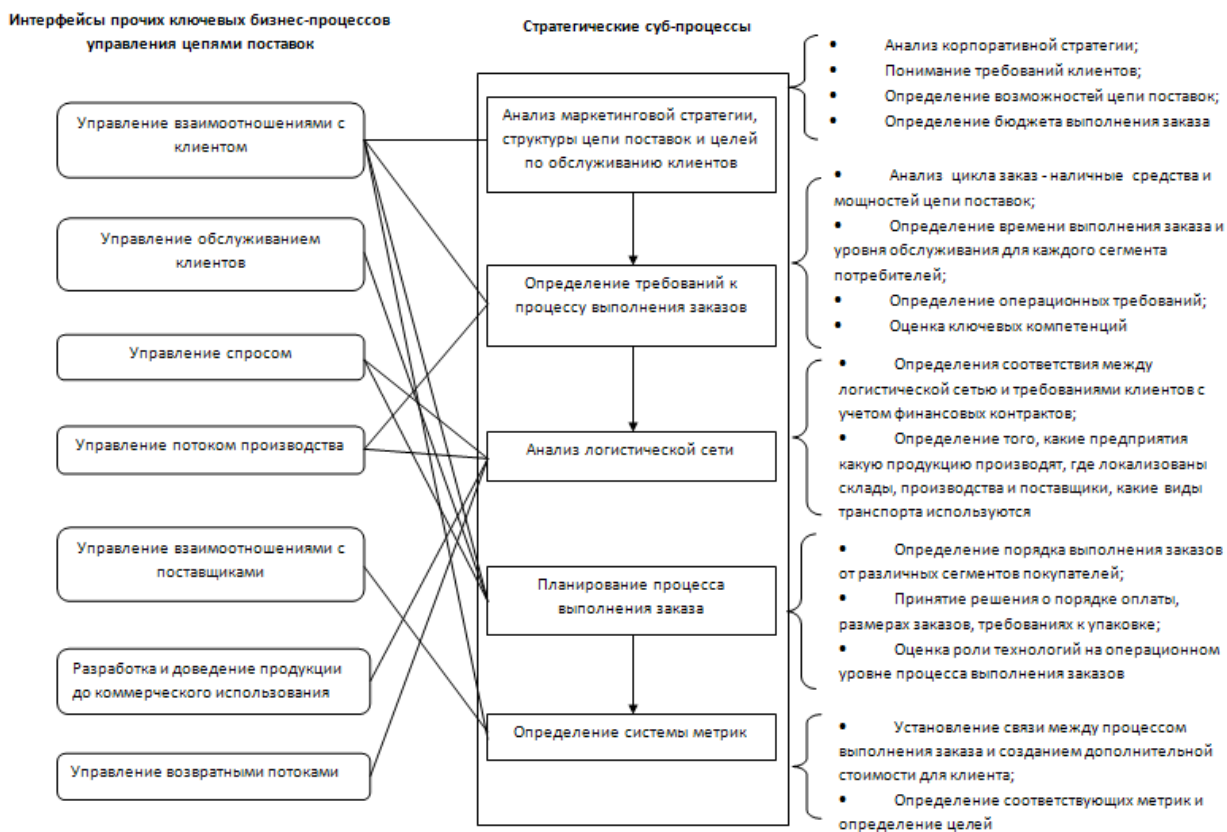 Интерфейсы прочих ключевых бизнес-процессов
управления цепями поставок
Управление взаимоотношениями с
клиентом
Управление обслуживанием
клиентов
Управление спросом
Управление потоком производства
Управление взаимоотношениями с
поставщиками
Разработка и доведение продукции
до коммерческого использования
Управление возвратными потоками
Стратегические суб-процессы
Анализ маркетинговой стратегии,
структуры цепи поставок и целей
по обслуживанию клиентов
Определение требований к
процессу выполнения заказов
Анализ логистической сети
Планирование процесса
выполнения заказа
Определение системы метрик
• Анализ корпоративной стратегии;
• Понимание требований клиентов;
• Определение возможностей цепи поставок;
• Определение бюджета выполнения заказа
• Анализ цикла заказ - наличные средства и
мощностей цепи поставок;
• Определение времени выполнения заказа и
уровня обслуживания для каждого сегмента
потребителей;
• Определение операционных требований;
• Оценка ключевых компетенций
• Определения соответствия между
логистической сетью и требованиями клиентов с
учетом финансовых контрактов;
• Определение того, какие предприятия
какую продукцию производят, где локализованы
склады, производства и поставщики, какие виды
транспорта используются
• Определение порядка выполнения заказов
от различных сегментов покупателей;
• Принятие решения о порядке оплаты,
размерах заказов, требованиях к упаковке;
• Оценка роли технологий на операционном
уровне процесса выполнения заказов
• Установление связи между процессом
выполнения заказа и созданием дополнительной
стоимости для клиента;
• Определение соответствующих метрик и
определение целей